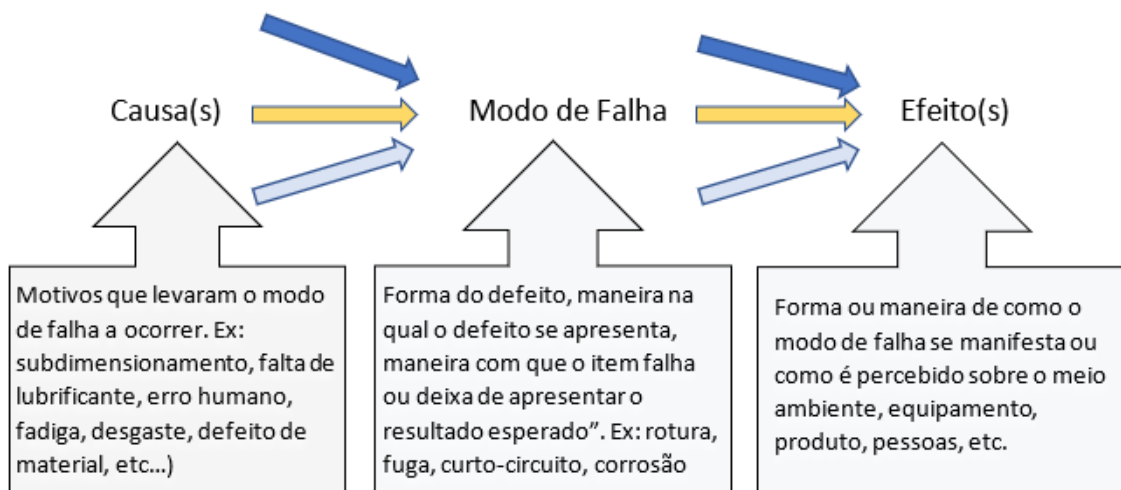 Causa(s)
Modo de Falha
Efeito(s)
Motivos que levaram o modo
de falha a ocorrer. Ex:
subdimensionamento, falta de
lubrificante, erro humano,
fadiga, desgaste, defeito de
material, etc...)
Forma do defeito, maneira na
qual o defeito se apresenta,
maneira com que o item falha
ou deixa de apresentar o
resultado esperado”. Ex: rotura,
fuga, curto-circuito, corrosão
Forma ou maneira de como o
modo de falha se manifesta ou
como é percebido sobre o meio
ambiente, equipamento,
produto, pessoas, etc.